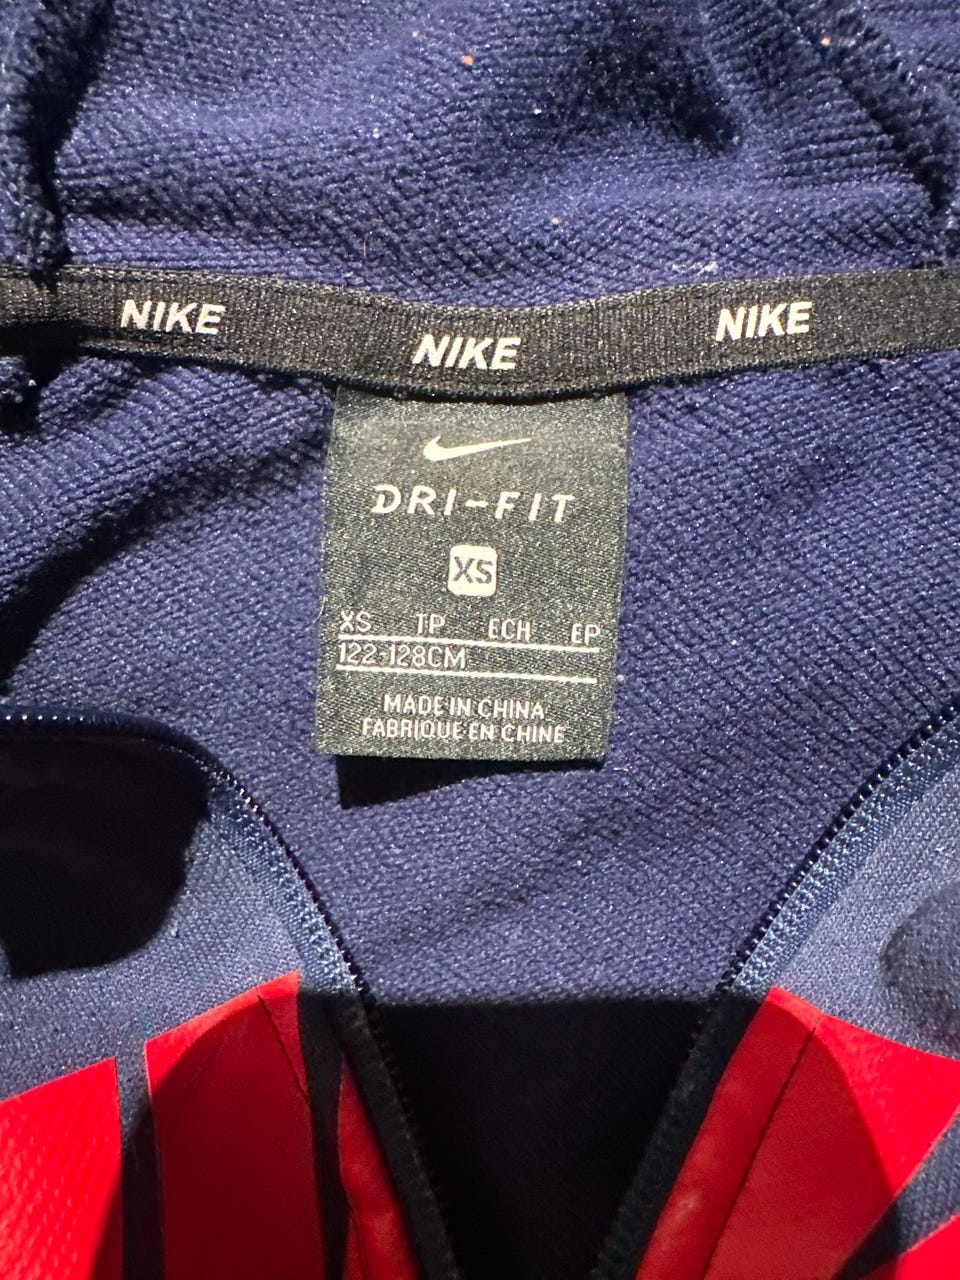 NIKE NIKE NIKE
DRI-FIT
XS
XS TP ECH EP
122-128CM
MADE IN CHINA
FABRIQUE EN CHINE